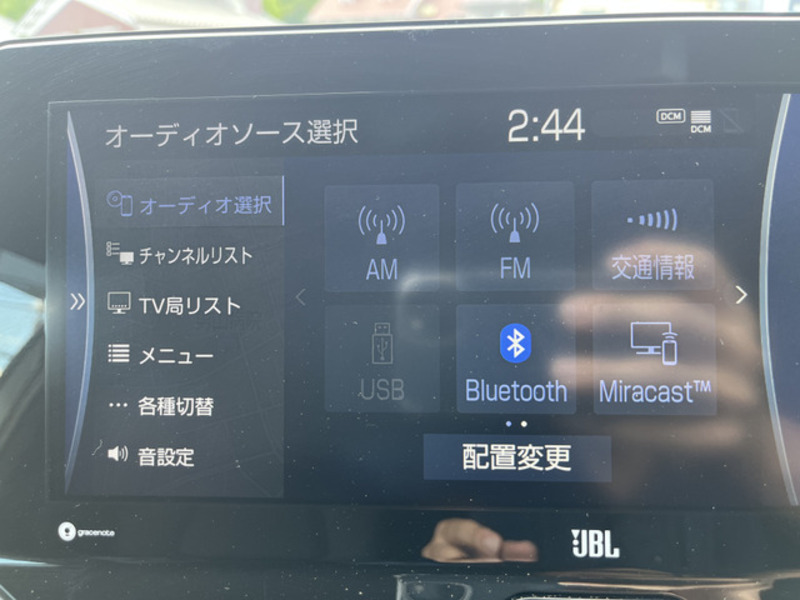 オーディオソース選択
2:44
DCM
DCM
オーディオ選択
チャンネルリスト
TV局リスト
メニュー
各種切替
音設定
AM
FM
交通情報
USB
Bluetooth
Miracast™
配置変更
gracenote
JBL